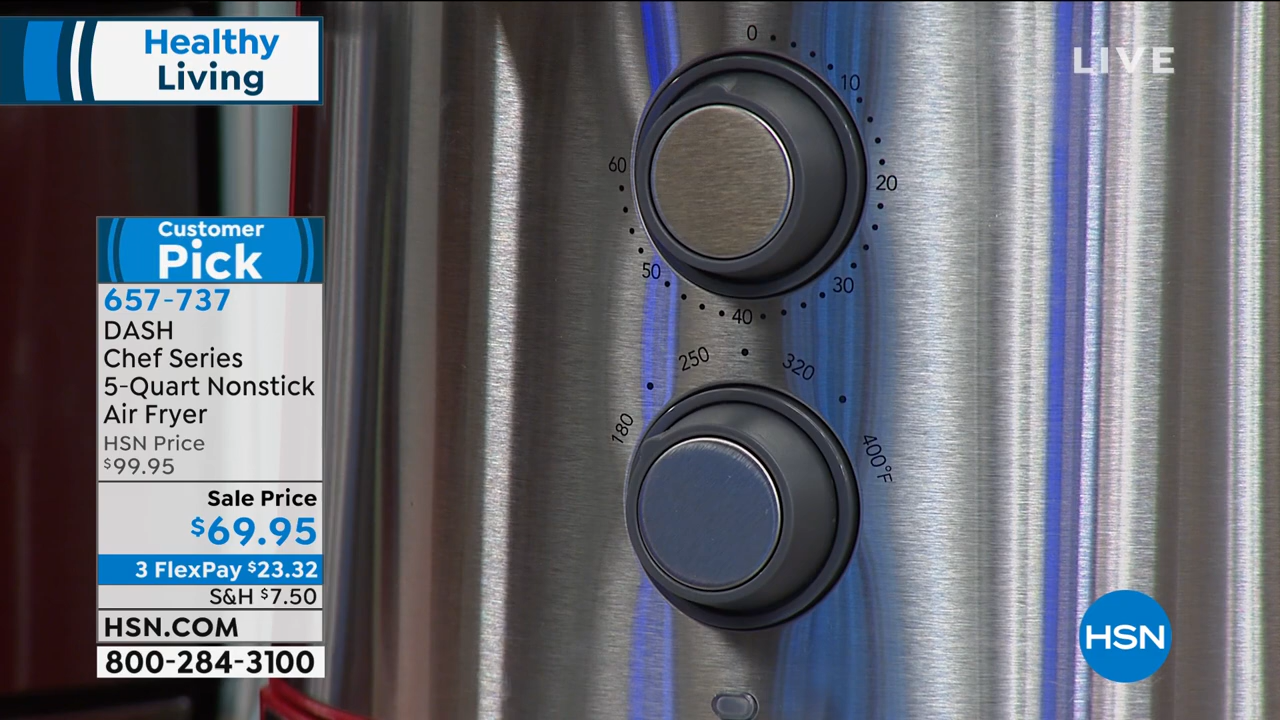 Healthy
Living
LIVE
Customer
Pick
657-737
DASH
Chef Series
5-Quart Nonstick
Air Fryer
HSN Price
$99.95
Sale Price
$69.95
3 FlexPay $23.32
S&H $7.50
HSN.COM
800-284-3100
0
10
20
30
40
50
60
180
250
320
400°F
HSN